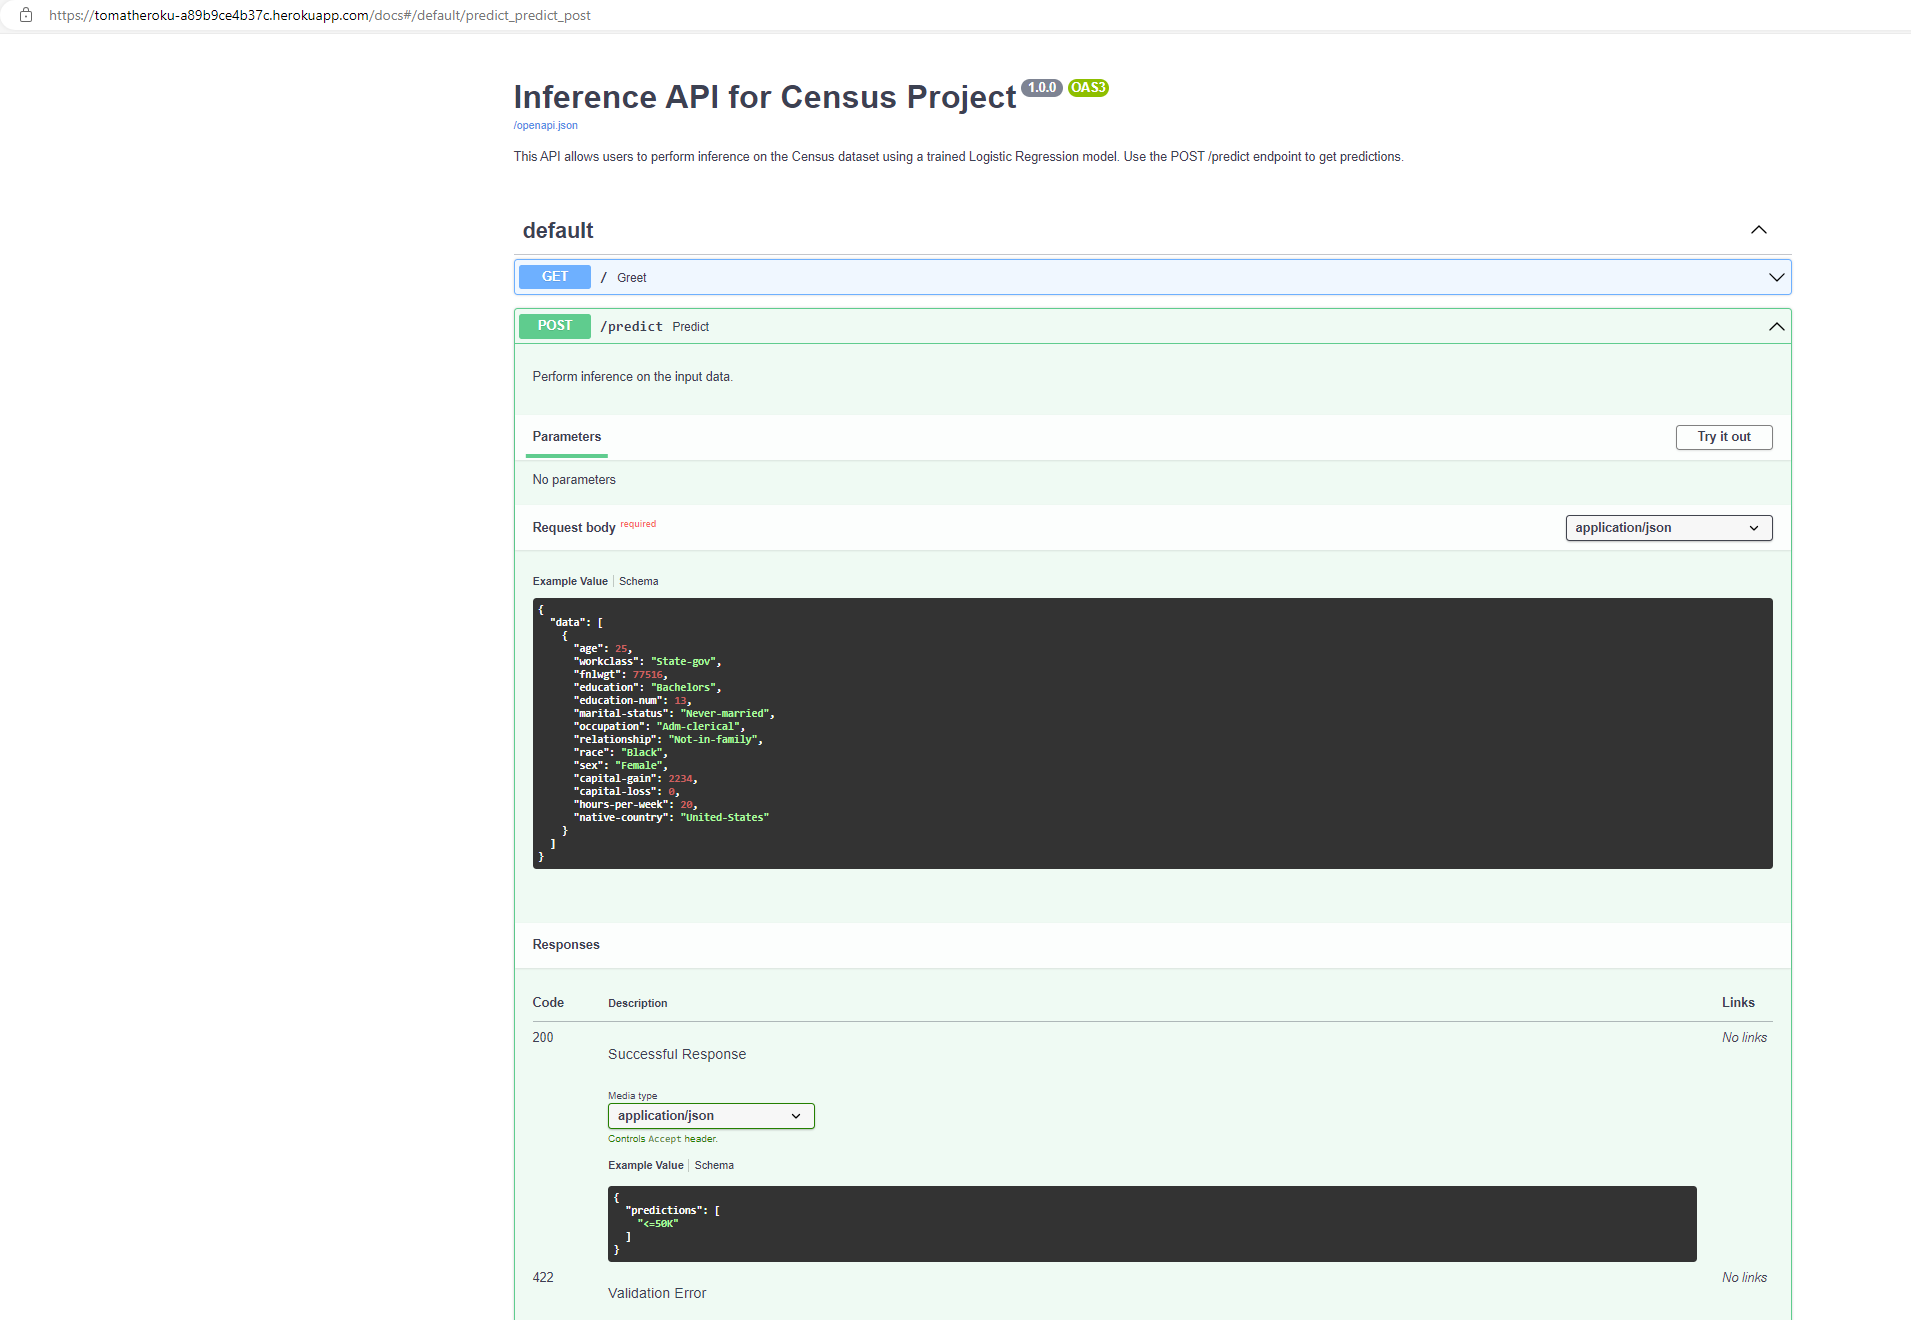 https://tomatheroku-a89b9ce4b37c.herokuapp.com/docs#/default/predict_predict_post
Inference API for Census Project 1.0.0 OAS3
/openapi.json
This API allows users to perform inference on the Census dataset using a trained Logistic Regression model. Use the POST /predict endpoint to get predictions.
default
GET / Greet
POST /predict Predict
Perform inference on the input data.
Parameters Try it out
No parameters
Request body required application/json
Example Value Schema
{
  "data": [
    {
      "age": 25,
      "workclass": "State-gov",
      "fnlwgt": 77516,
      "education": "Bachelors",
      "education-num": 13,
      "marital-status": "Never-married",
      "occupation": "Adm-clerical",
      "relationship": "Not-in-family",
      "race": "Black",
      "sex": "Female",
      "capital-gain": 2234,
      "capital-loss": 0,
      "hours-per-week": 20,
      "native-country": "United-States"
    }
  ]
}
Responses
Code Description Links
200 No links
Successful Response
Media type
application/json
Controls Accept header.
Example Value Schema
{
  "predictions": [
    "<=50K"
  ]
}
422 No links
Validation Error